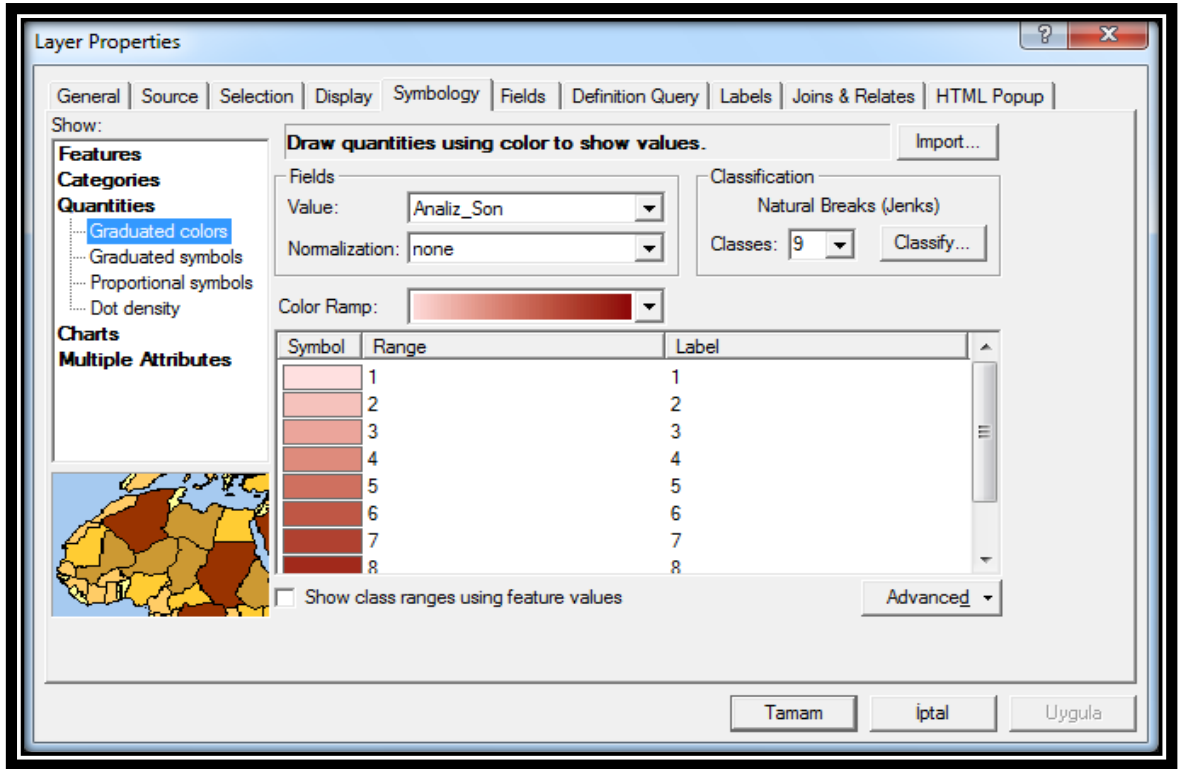 Layer Properties
General Source Selection Display Symbology Fields Definition Query Labels Joins & Relates HTML Popup
Show:
Features
Categories
Quantities
Graduated colors
Graduated symbols
Proportional symbols
Dot density
Charts
Multiple Attributes
Draw quantities using color to show values.
Import...
Fields
Value: Analiz_Son
Normalization: none
Classification
Natural Breaks (Jenks)
Classes: 9 Classify...
Color Ramp:
Symbol Range Label
1 1
2 2
3 3
4 4
5 5
6 6
7 7
8 8
Show class ranges using feature values
Advanced
Tamam İptal Uygula